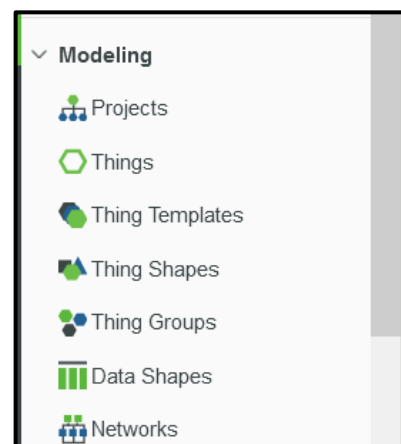 Modeling
Projects
Things
Thing Templates
Thing Shapes
Thing Groups
Data Shapes
Networks